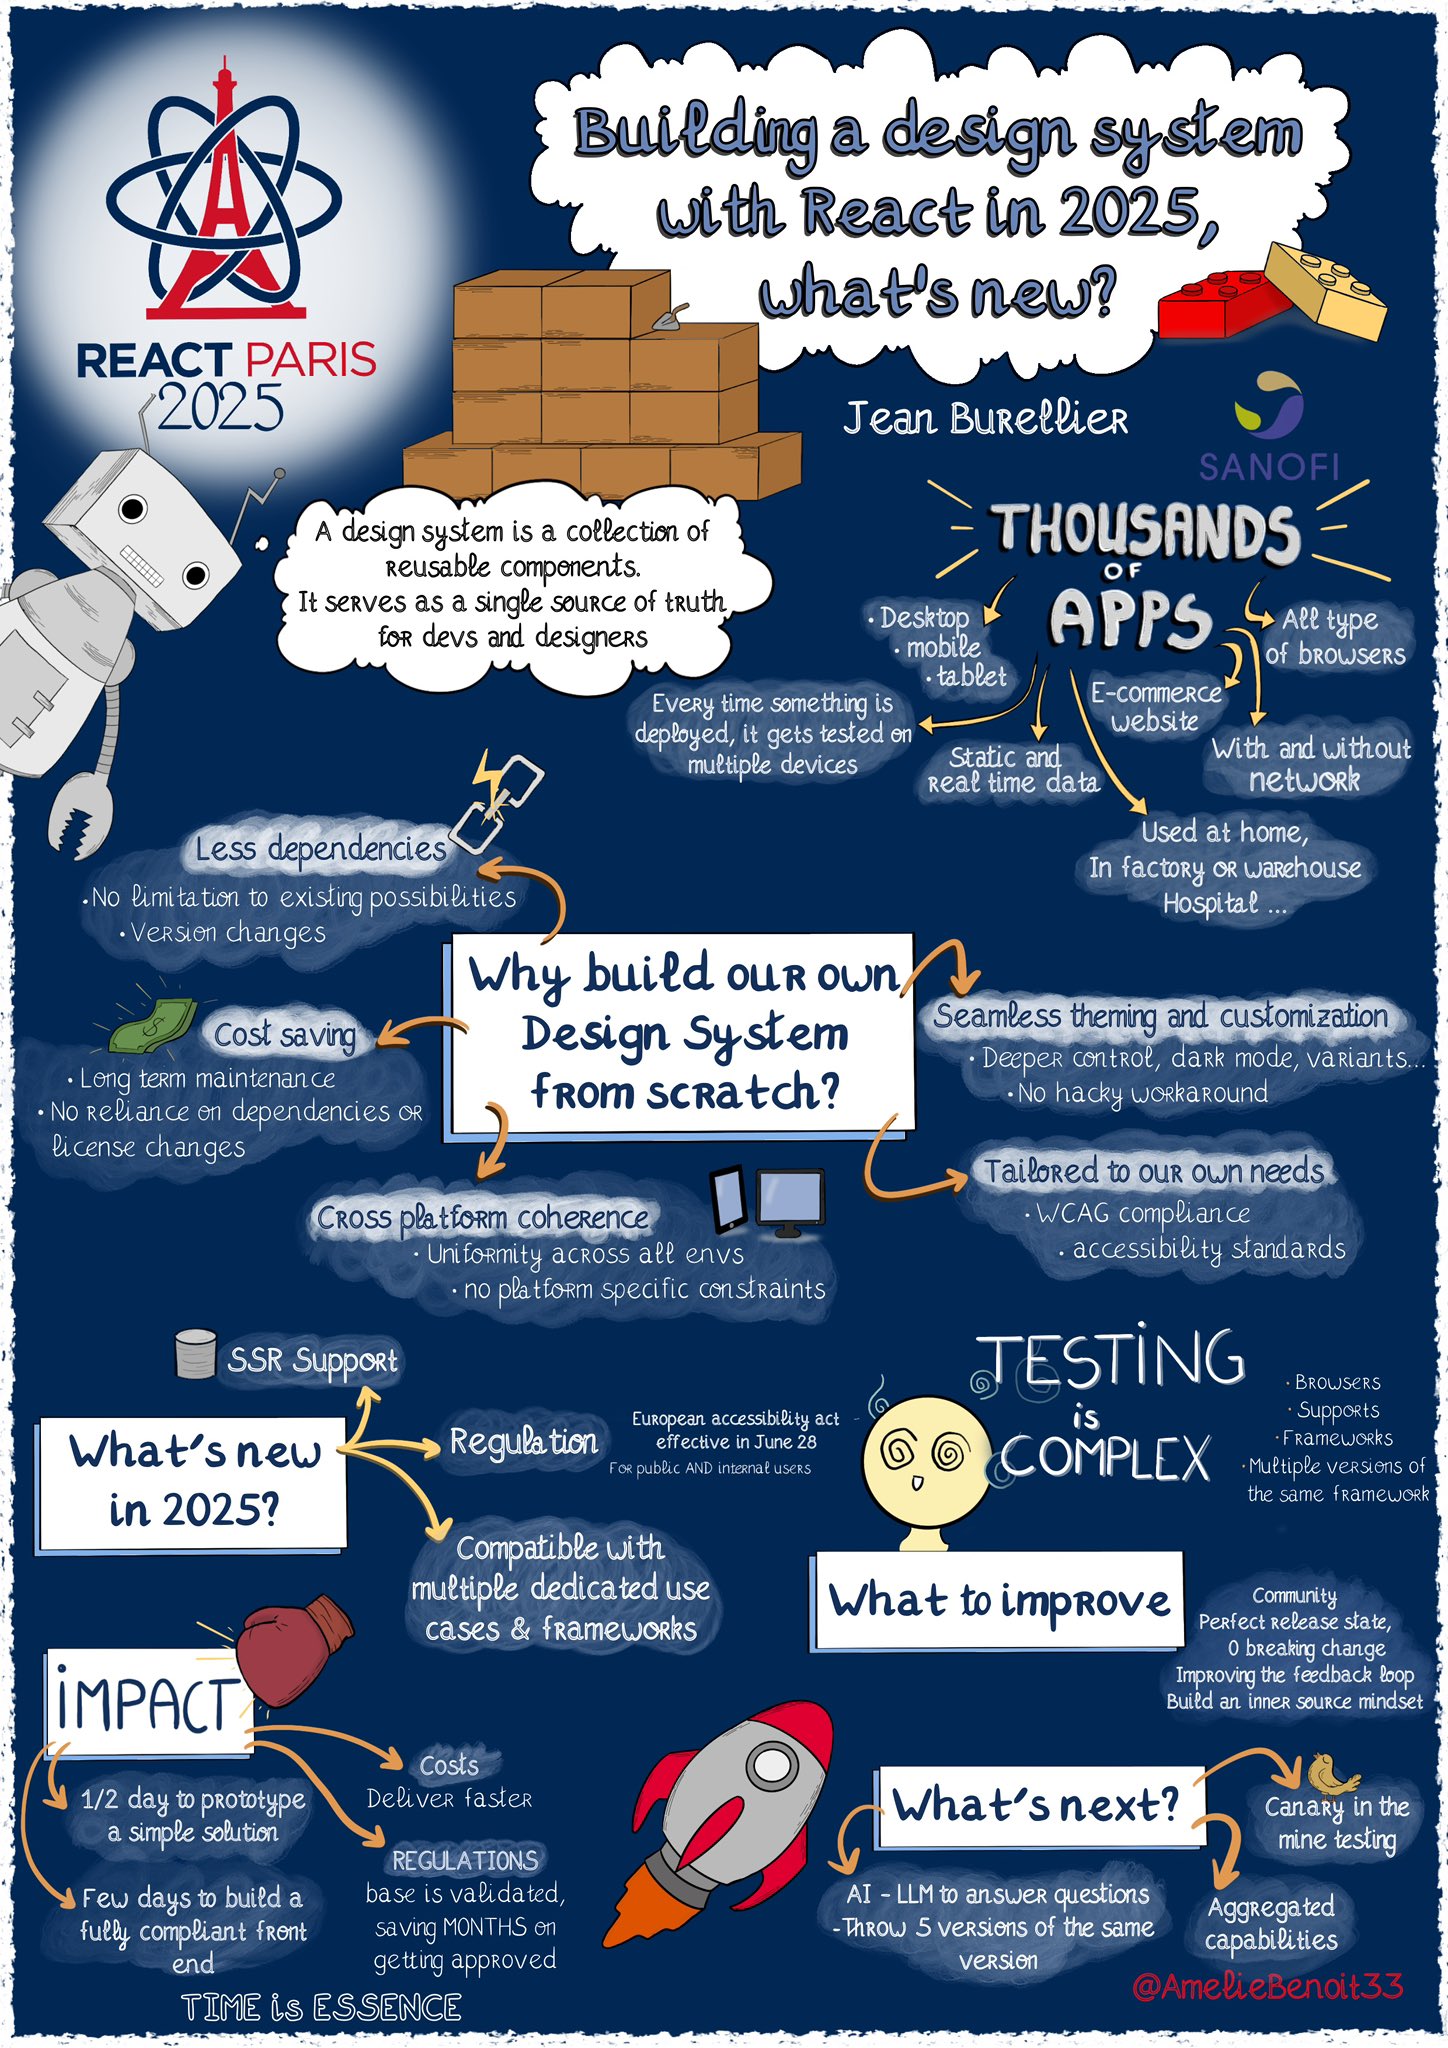 Building a design system
with React in 2025,
what's new?
REACT PARIS
2025
Jean Burellier
SANOFI
A design system is a collection of
reusable components.
It serves as a single source of truth
for devs and designers
THOUSANDS
OF
APPS
• Desktop
• mobile
• tablet
All type
of browsers
E-commerce
website
Every time something is
deployed, it gets tested on
multiple devices
Static and
Real time data
With and without
network
Used at home,
In factory or warehouse
Hospital ...
Why build our own
Design System
from scratch?
Less dependencies
• No limitation to existing possibilities
• Version changes
Cost saving
• Long term maintenance
• No reliance on dependencies or
license changes
Cross platform coherence
• Uniformity across all envs
• no platform specific constraints
Seamless theming and customization
• Deeper control, dark mode, variants...
• No hacky workaround
Tailored to our own needs
• WCAG compliance
• accessibility standards
What's new
in 2025?
SSR Support
Regulation
European accessibility act
effective in June 28
For public AND internal users
Compatible with
multiple dedicated use
cases & frameworks
TESTING
is
COMPLEX
• Browsers
• Supports
• Frameworks
• Multiple versions of
the same framework
What to improve
Community
Perfect release state,
0 breaking change
Improving the feedback loop
Build an inner source mindset
iMPACT
1/2 day to prototype
a simple solution
Few days to build a
fully compliant front
end
Costs
Deliver faster
REGULATIONS
base is validated,
saving MONTHS on
getting approved
TIME is ESSENCE
What's next?
Canary in the
mine testing
Aggregated
capabilities
AI - LLM to answer questions
-Throw 5 versions of the same
version
@AmelieBenoit33